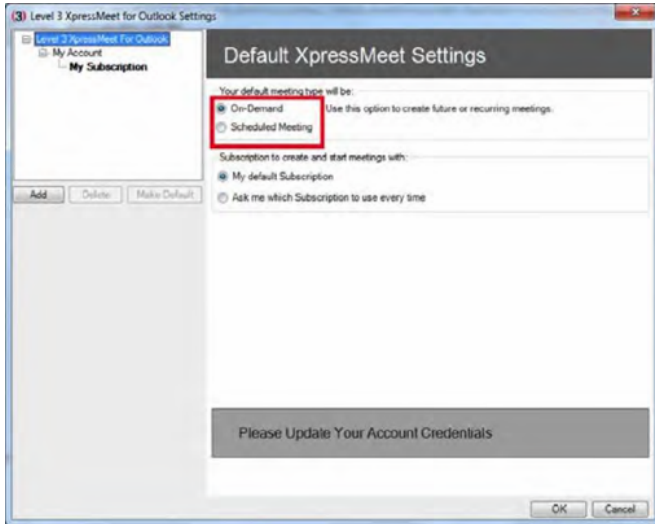 (3) Level 3 XpressMeet for Outlook Settings
Level 3 XpressMeet For Outlook
My Account
My Subscription
Add Delete Make Default
Default XpressMeet Settings
Your default meeting type will be:
On-Demand Use this option to create future or recurring meetings.
Scheduled Meeting
Subscription to create and start meetings with:
My default Subscription
Ask me which Subscription to use every time
Please Update Your Account Credentials
OK Cancel